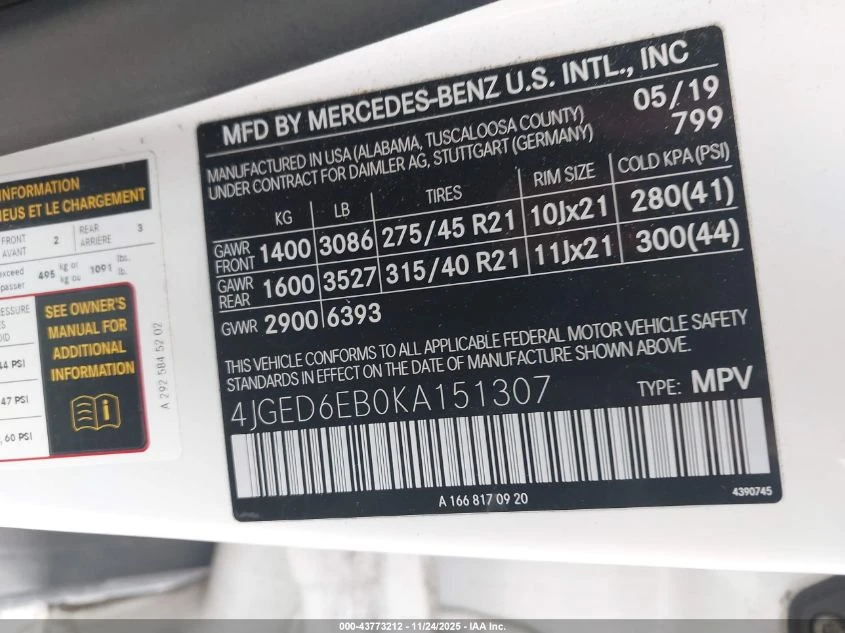 INFORMATION
NEUS ET LE CHARGEMENT
FRONT AVANT 2 REAR ARRIÈRE 3
exceed 495 kg or kg ou 1091 lbs. lb.
SEE OWNER'S
MANUAL FOR
ADDITIONAL
INFORMATION
44 PSI
47 PSI
60 PSI
A 292 584 52 02
MFD BY MERCEDES-BENZ U.S. INTL., INC
05/19
799
MANUFACTURED IN USA (ALABAMA, TUSCALOOSA COUNTY)
UNDER CONTRACT FOR DAIMLER AG, STUTTGART (GERMANY)
KG LB TIRES RIM SIZE COLD KPA (PSI)
GAWR FRONT 1400 3086 275/45 R21 10Jx21 280(41)
GAWR REAR 1600 3527 315/40 R21 11Jx21 300(44)
GVWR 2900 6393
THIS VEHICLE CONFORMS TO ALL APPLICABLE FEDERAL MOTOR VEHICLE SAFETY
STANDARDS IN EFFECT ON THE DATE OF MANUFACTURE SHOWN ABOVE.
4JGED6EB0KA151307 TYPE: MPV
A 166 817 09 20
4390745
000-43773212 - 11/24/2025 - IAA Inc.